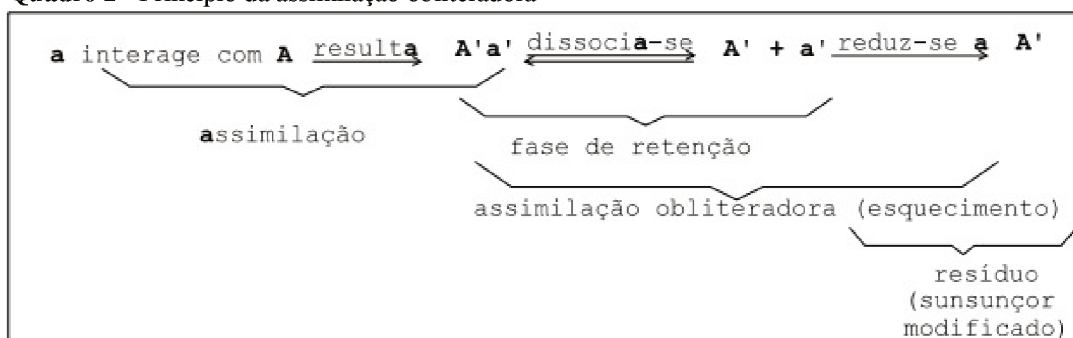 Quadro 2 - Princípio da assimilação obliteradora
a interage com A resulta A'a' dissocia-se A' + a' reduz-se a A'
assimilação
fase de retenção
assimilação obliteradora (esquecimento)
resíduo
(sunsunçor
modificado)